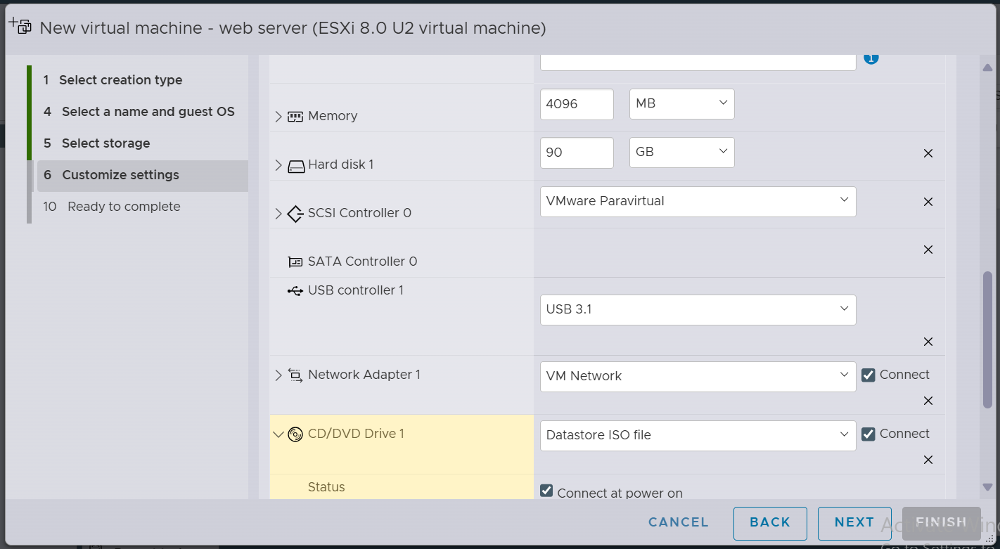 New virtual machine - web server (ESXi 8.0 U2 virtual machine)
1 Select creation type
4 Select a name and guest OS
5 Select storage
6 Customize settings
10 Ready to complete
Memory
4096
MB
Hard disk 1
90
GB
SCSI Controller 0
VMware Paravirtual
SATA Controller 0
USB controller 1
USB 3.1
Network Adapter 1
VM Network
Connect
CD/DVD Drive 1
Datastore ISO file
Connect
Status
Connect at power on
CANCEL
BACK
NEXT
FINISH